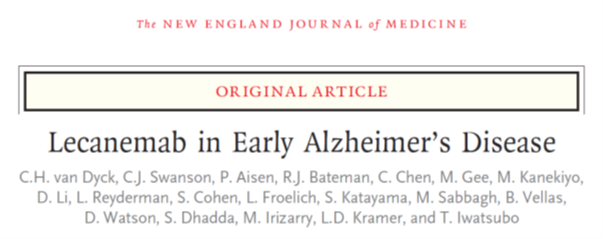 The NEW ENGLAND JOURNAL of MEDICINE
ORIGINAL ARTICLE
Lecanemab in Early Alzheimer's Disease
C.H. van Dyck, C.J. Swanson, P. Aisen, R.J. Bateman, C. Chen, M. Gee, M. Kanekiyo,
D. Li, L. Reyderman, S. Cohen, L. Froelich, S. Katayama, M. Sabbagh, B. Vellas,
D. Watson, S. Dhadda, M. Irizarry, L.D. Kramer, and T. Iwatsubo